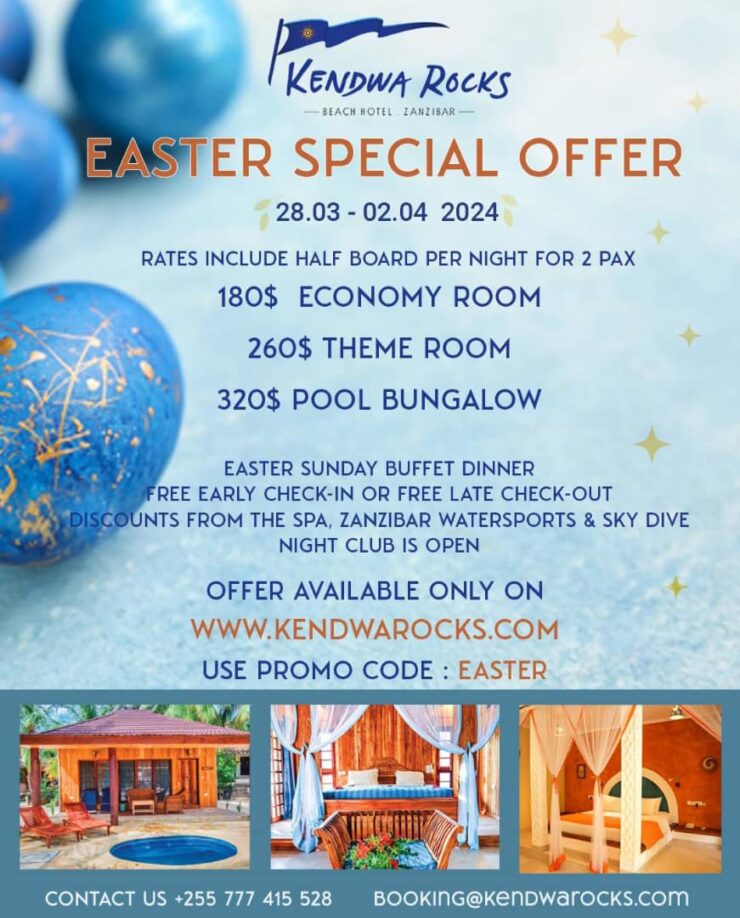 KENDWA ROCKS
BEACH HOTEL . ZANZIBAR
EASTER SPECIAL OFFER
28.03 - 02.04 2024
RATES INCLUDE HALF BOARD PER NIGHT FOR 2 PAX
180$ ECONOMY ROOM
260$ THEME ROOM
320$ POOL BUNGALOW
EASTER SUNDAY BUFFET DINNER
FREE EARLY CHECK-IN OR FREE LATE CHECK-OUT
DISCOUNTS FROM THE SPA, ZANZIBAR WATERSPORTS & SKY DIVE
NIGHT CLUB IS OPEN
OFFER AVAILABLE ONLY ON
WWW.KENDWAROCKS.COM
USE PROMO CODE : EASTER
CONTACT US +255 777 415 528 BOOKING@KENDWAROCKS.COM